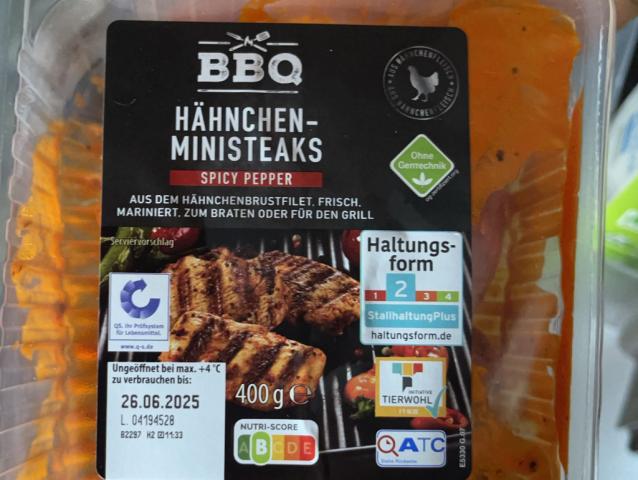 BBQ
HÄHNCHEN-
MINISTEAKS
SPICY PEPPER
AUS DEM HÄHNCHENBRUSTFILET. FRISCH.
MARINIERT. ZUM BRATEN ODER FÜR DEN GRILL
Ohne
Gentechnik
Serviervorschlag
Haltungs-
form
1 2 3 4
StallhaltungPlus
haltungsform.de
QS. Ihr Prüfsystem
für Lebensmittel.
www.q-s.de
Ungeöffnet bei max. +4 °C
zu verbrauchen bis:
26.06.2025
L. 04194528
400 g e
INITIATIVE
TIERWOHL
NUTRI-SCORE
A B C D E
ATC